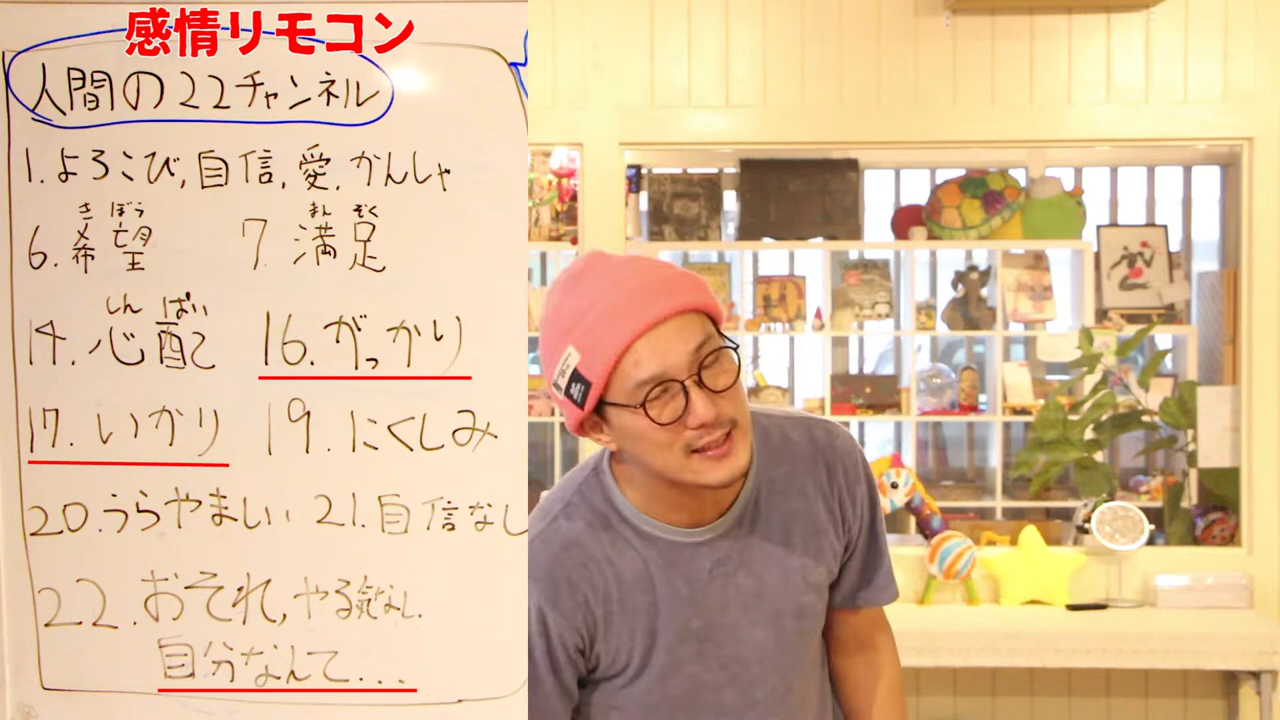 感情リモコン
人間の22チャンネル
1.よろこび,自信,愛,かんしゃ
きぼう まんぞく
6.希望 7.満足
しんぱい
14.心配 16.がっかり
17.いかり 19.にくしみ
20.うらやましい 21.自信なし
22.おそれ,やる気なし.
自分なんて...